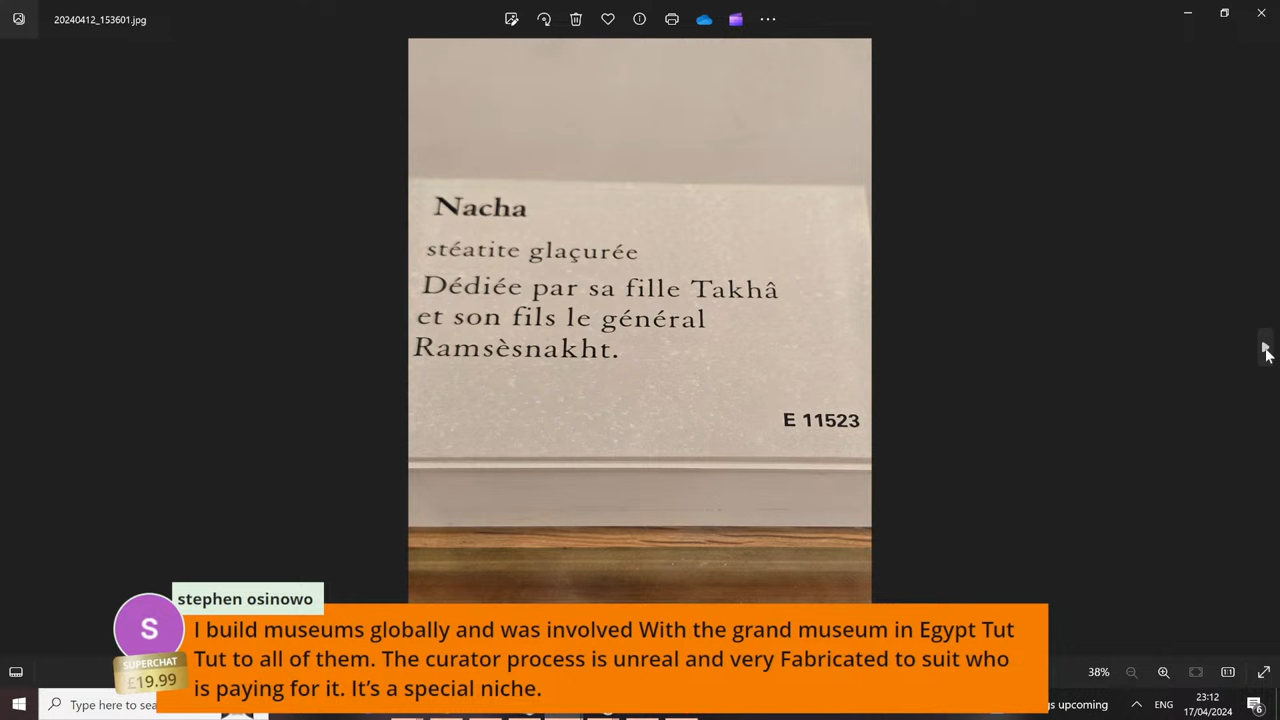 20240412_153601.jpg
Nacha
stéatite glaçurée
Dédiée par sa fille Takhâ
et son fils le général
Ramsèsnakht.
E 11523
stephen osinowo
S
SUPERCHAT
£19.99
I build museums globally and was involved With the grand museum in Egypt Tut
Tut to all of them. The curator process is unreal and very Fabricated to suit who
is paying for it. It’s a special niche.
38%
Type here to sea
gs upcoming
ENG
23:12
17/04/2024
6